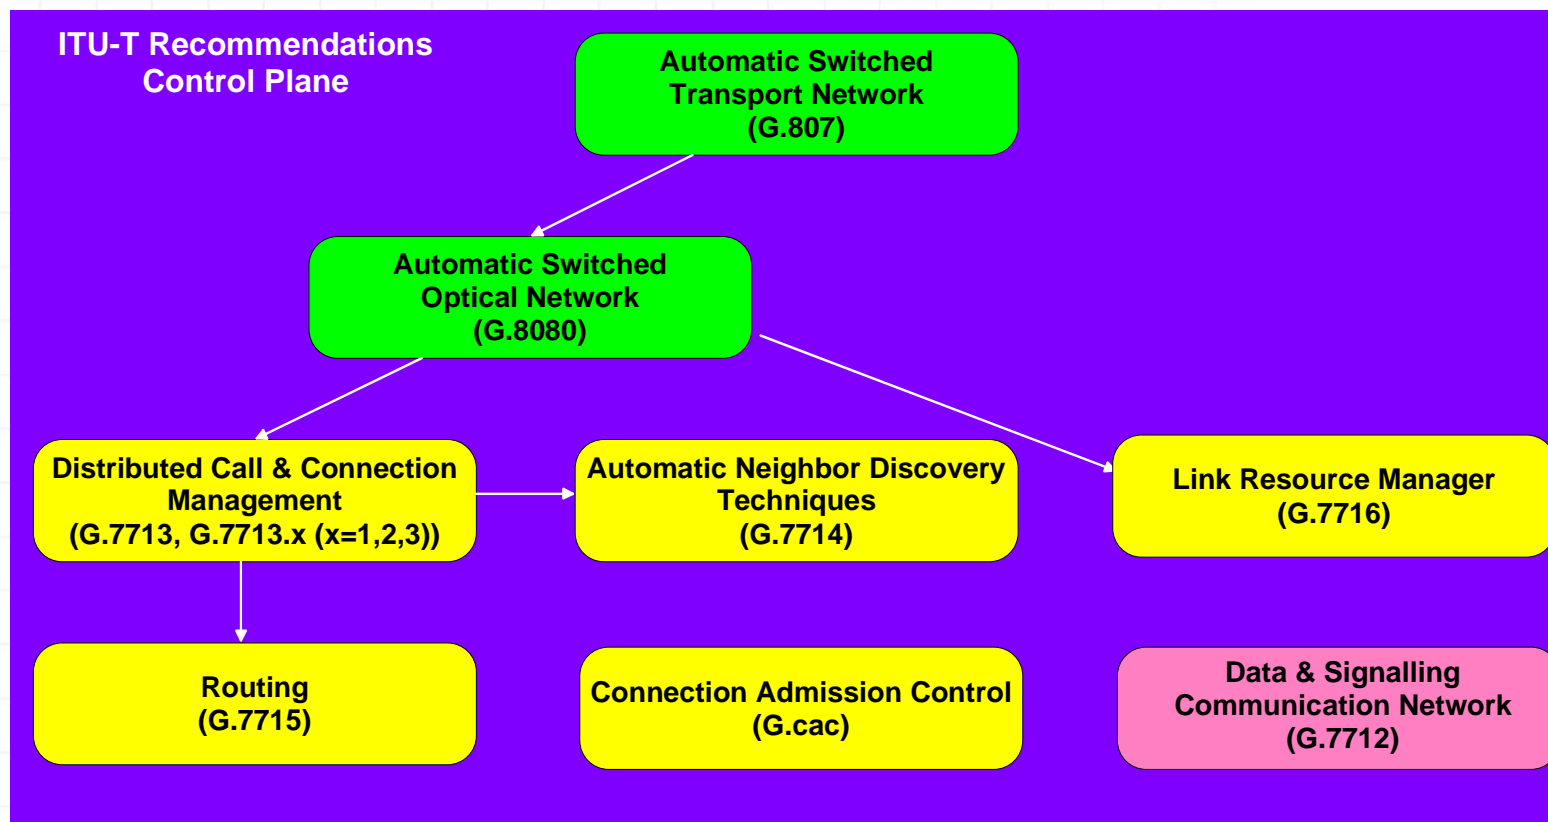 ITU-T Recommendations
Control Plane
Automatic Switched
Transport Network
(G.807)
Automatic Switched
Optical Network
(G.8080)
Distributed Call & Connection
Management
(G.7713, G.7713.x (x=1,2,3))
Automatic Neighbor Discovery
Techniques
(G.7714)
Link Resource Manager
(G.7716)
Routing
(G.7715)
Connection Admission Control
(G.cac)
Data & Signalling
Communication Network
(G.7712)